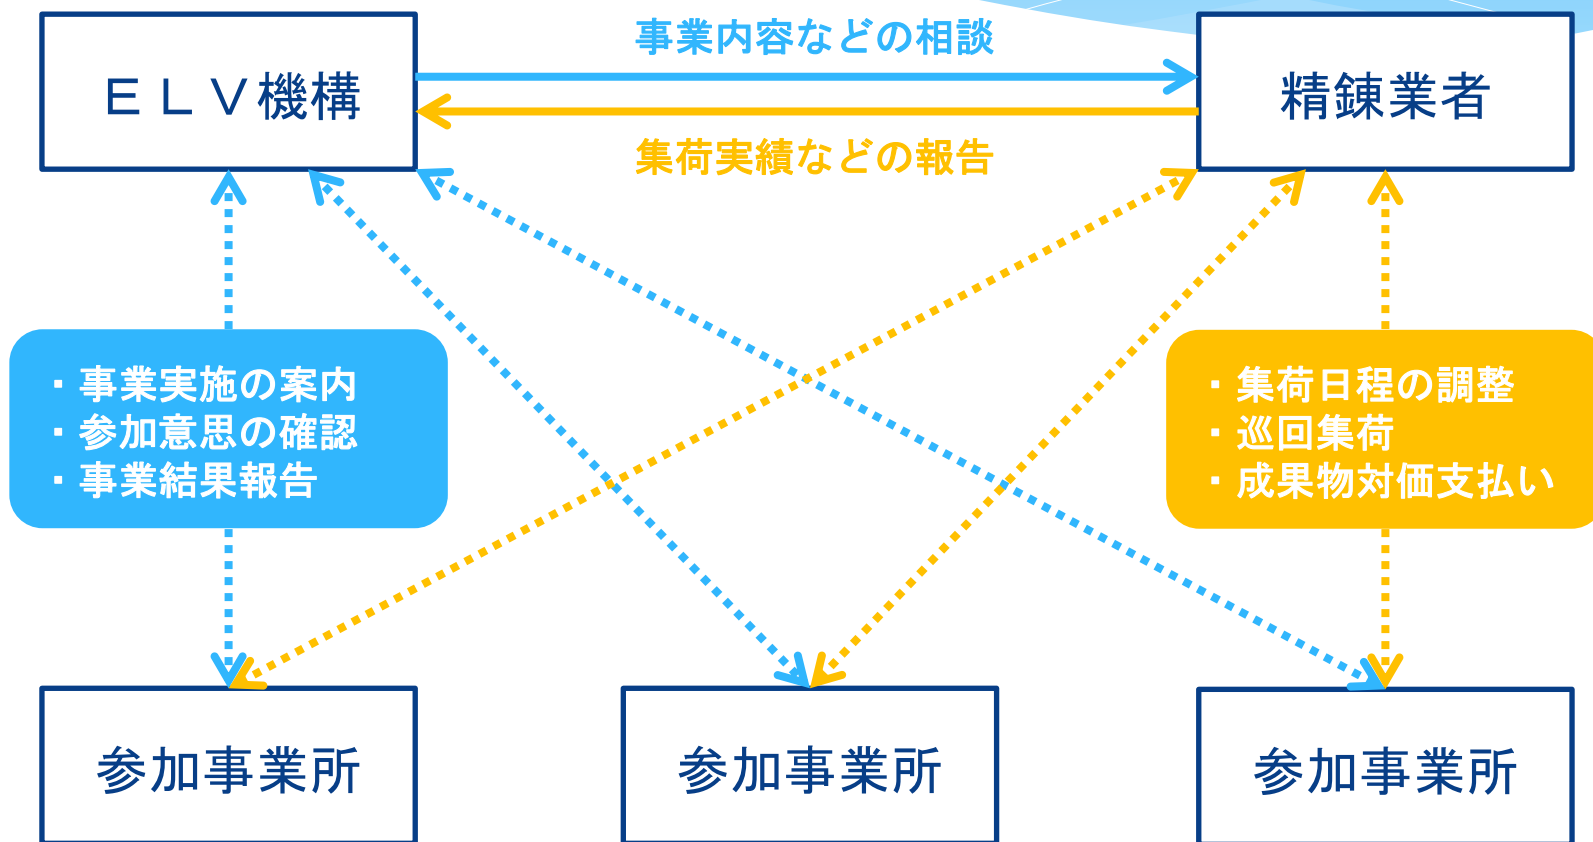 ＥＬＶ機構
事業内容などの相談
集荷実績などの報告
精錬業者
・事業実施の案内
・参加意思の確認
・事業結果報告
・集荷日程の調整
・巡回集荷
・成果物対価支払い
参加事業所
参加事業所
参加事業所